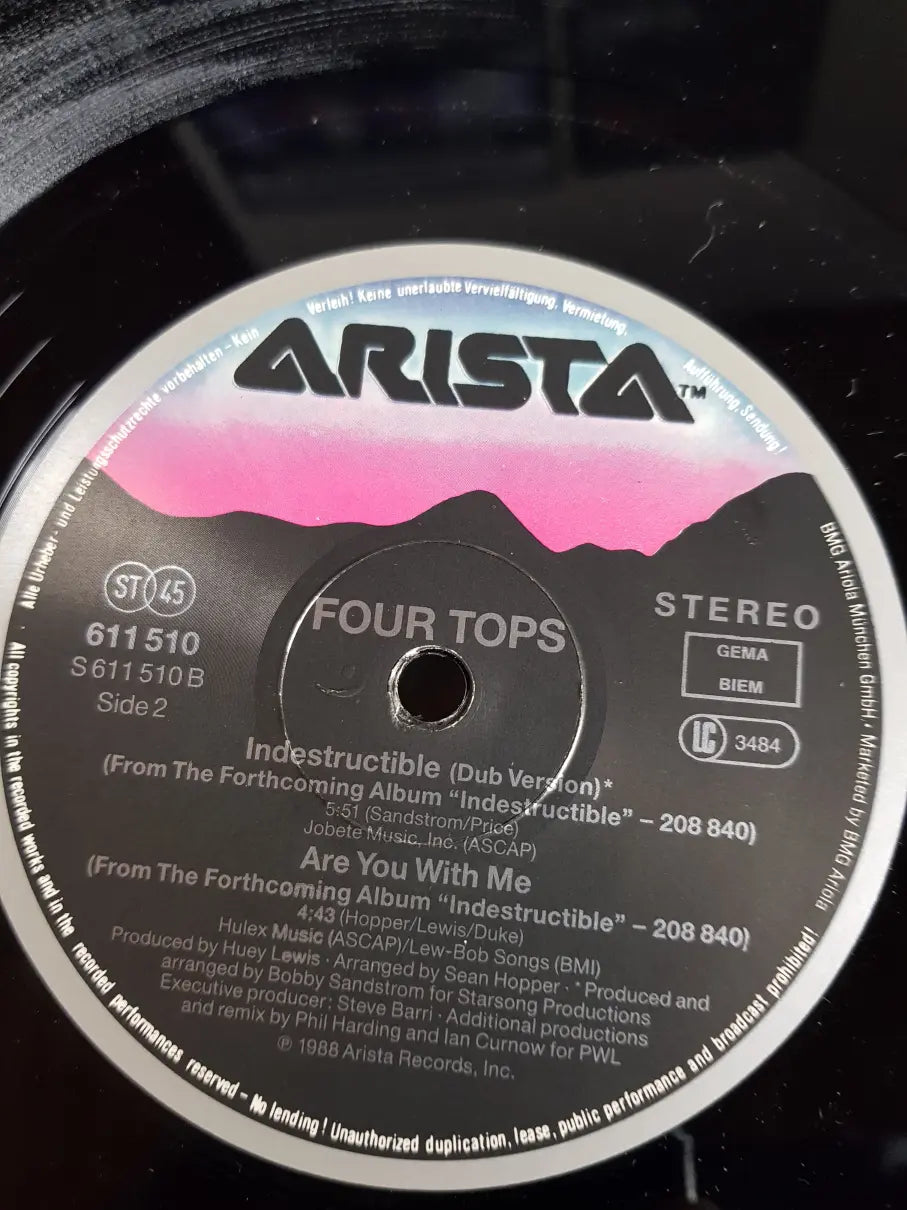 Alle Urheber- und Leistungsschutzrechte vorbehalten – Kein Verleih! Keine unerlaubte Vervielfältigung, Vermietung, Aufführung, Sendung!
ARISTA™
ST 45
611 510
S 611 510 B
Side 2
FOUR TOPS
STEREO
GEMA
BIEM
LC 3484
Indestructible (Dub Version)*
(From The Forthcoming Album “Indestructible” – 208 840)
5:51 (Sandstrom/Price)
Jobete Music, Inc. (ASCAP)
Are You With Me
(From The Forthcoming Album “Indestructible” – 208 840)
4:43 (Hopper/Lewis/Duke)
Hulex Music (ASCAP)/Lew-Bob Songs (BMI)
Produced by Huey Lewis · Arranged by Sean Hopper · *Produced and
arranged by Bobby Sandstrom for Starsong Productions
Executive producer: Steve Barri · Additional productions
and remix by Phil Harding and Ian Curnow for PWL
℗ 1988 Arista Records, Inc.
BMG Ariola München GmbH · Marketed by BMG Ariola
All copyrights in the recorded works and in the recorded performances reserved – No lending! Unauthorized duplication, lease, public performance and broadcast prohibited!